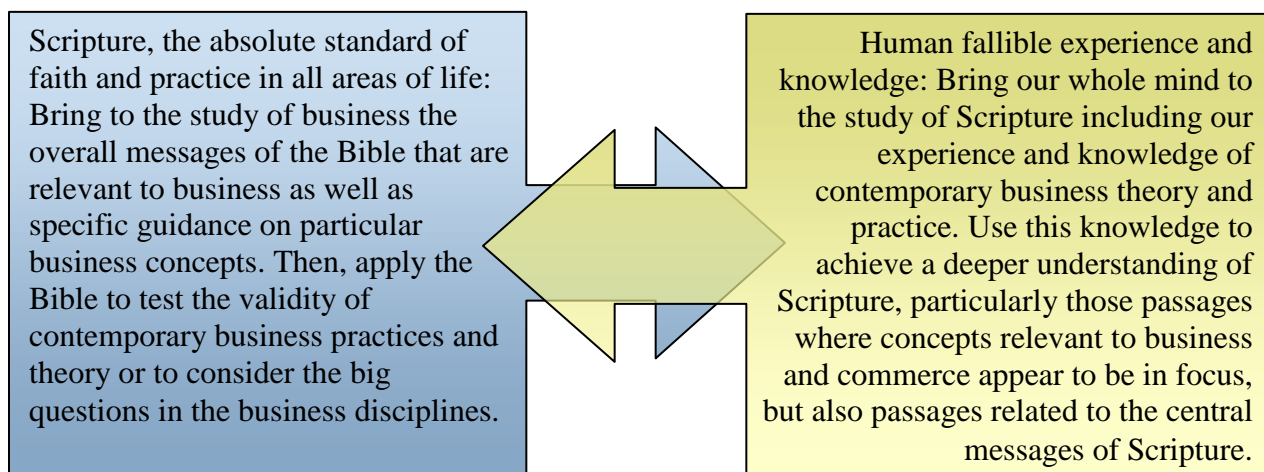 Scripture, the absolute standard of
faith and practice in all areas of life:
Bring to the study of business the
overall messages of the Bible that are
relevant to business as well as
specific guidance on particular
business concepts. Then, apply the
Bible to test the validity of
contemporary business practices and
theory or to consider the big
questions in the business disciplines.
Human fallible experience and
knowledge: Bring our whole mind to
the study of Scripture including our
experience and knowledge of
contemporary business theory and
practice. Use this knowledge to
achieve a deeper understanding of
Scripture, particularly those passages
where concepts relevant to business
and commerce appear to be in focus,
but also passages related to the central
messages of Scripture.